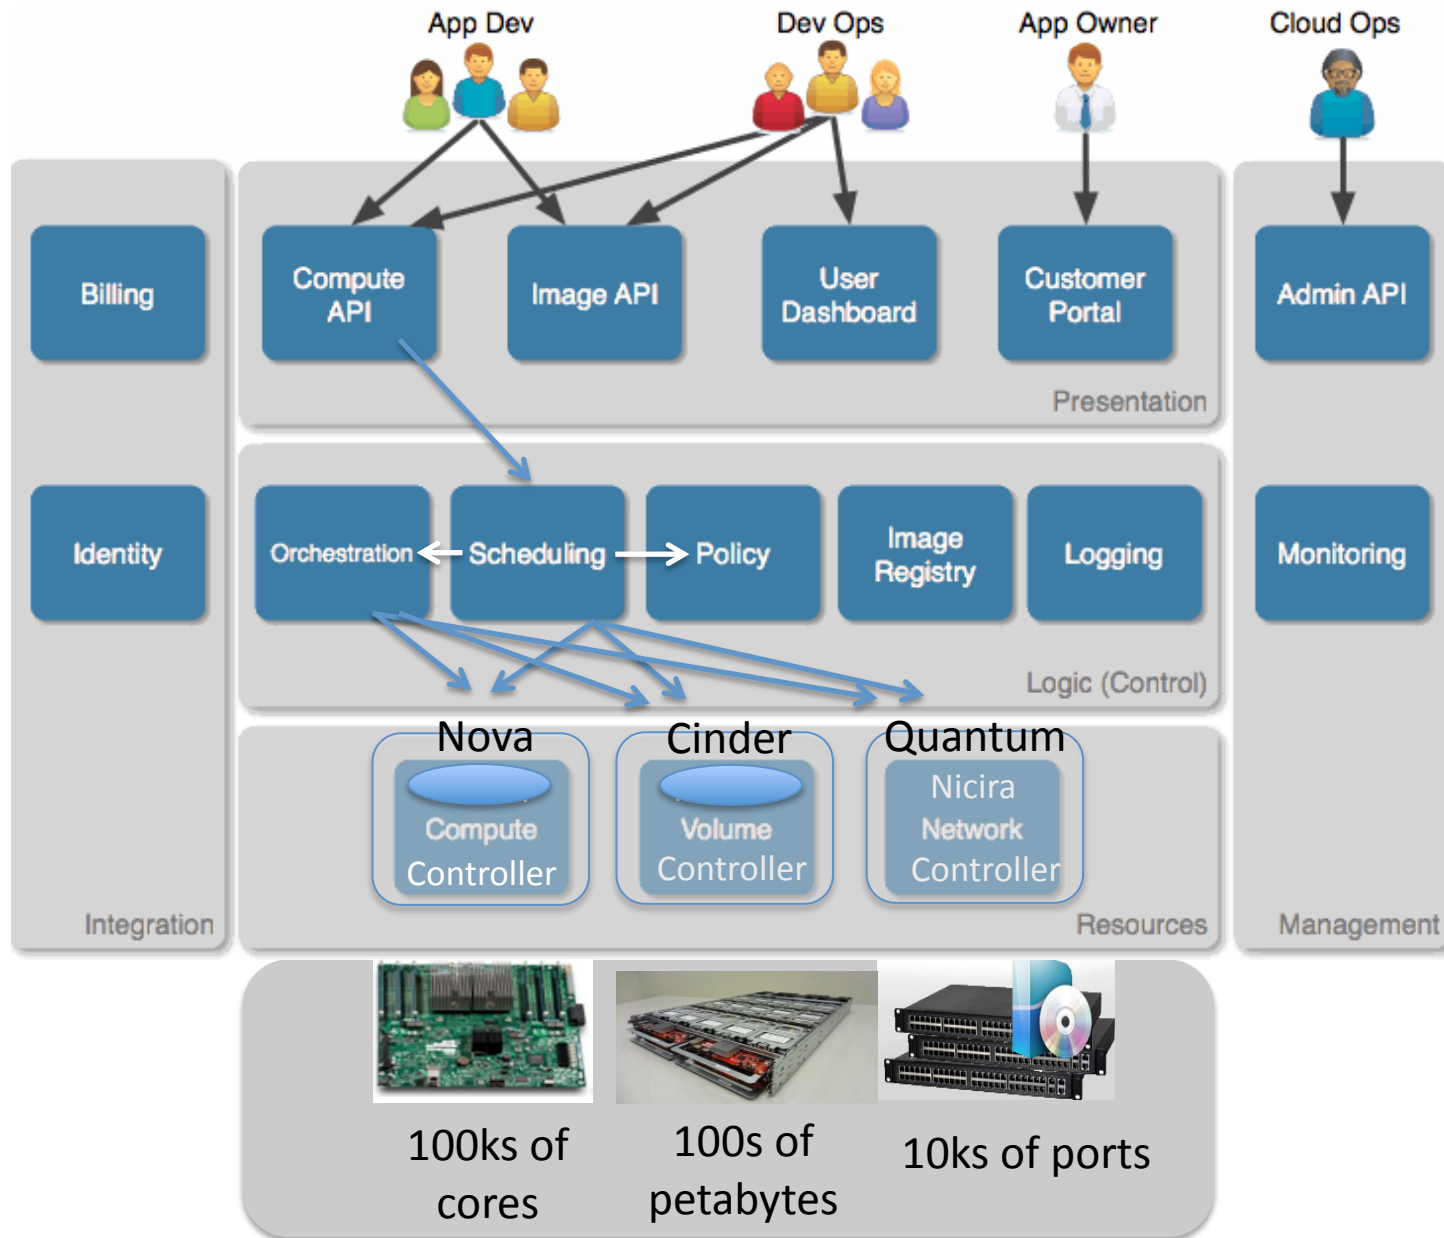 App Dev
Dev Ops
App Owner
Cloud Ops
Billing
Compute
API
Image API
User
Dashboard
Customer
Portal
Admin API
Presentation
Identity
Orchestration
Scheduling
Policy
Image
Registry
Logging
Monitoring
Logic (Control)
Nova
Cinder
Quantum
Compute
Controller
Volume
Controller
Nicira
Network
Controller
Integration
Resources
Management
100ks of
cores
100s of
petabytes
10ks of ports